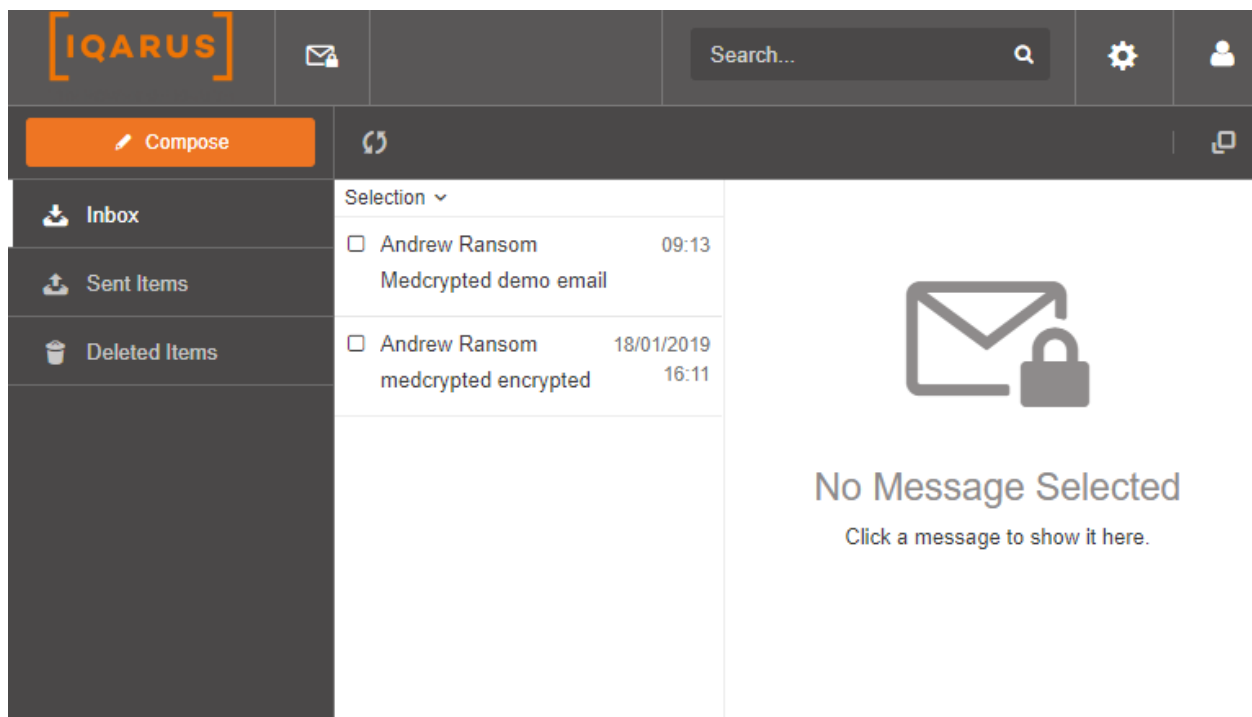 IQARUS
Search...
Compose
Inbox
Sent Items
Deleted Items
Selection
Andrew Ransom 09:13
Medcrypted demo email
Andrew Ransom 18/01/2019
medcrypted encrypted 16:11
No Message Selected
Click a message to show it here.